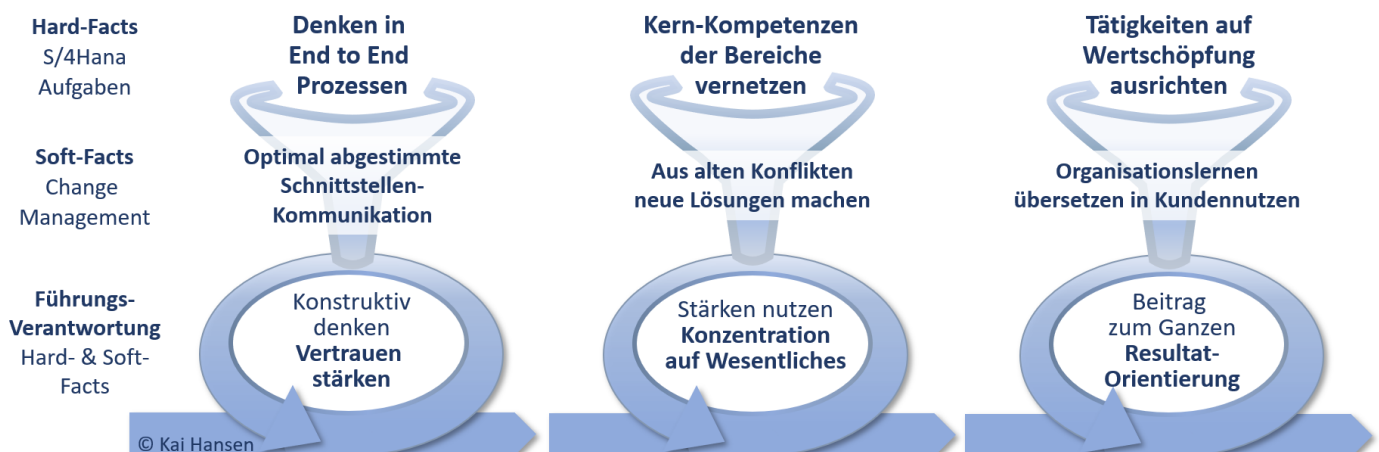 Hard-Facts
S/4Hana
Aufgaben
Denken in
End to End
Prozessen
Kern-Kompetenzen
der Bereiche
vernetzen
Tätigkeiten auf
Wertschöpfung
ausrichten
Soft-Facts
Change
Management
Optimal abgestimmte
Schnittstellen-
Kommunikation
Aus alten Konflikten
neue Lösungen machen
Organisationslernen
übersetzen in Kundennutzen
Führungs-
Verantwortung
Hard- & Soft-
Facts
Konstruktiv
denken
Vertrauen
stärken
Stärken nutzen
Konzentration
auf Wesentliches
Beitrag
zum Ganzen
Resultat-
Orientierung
© Kai Hansen